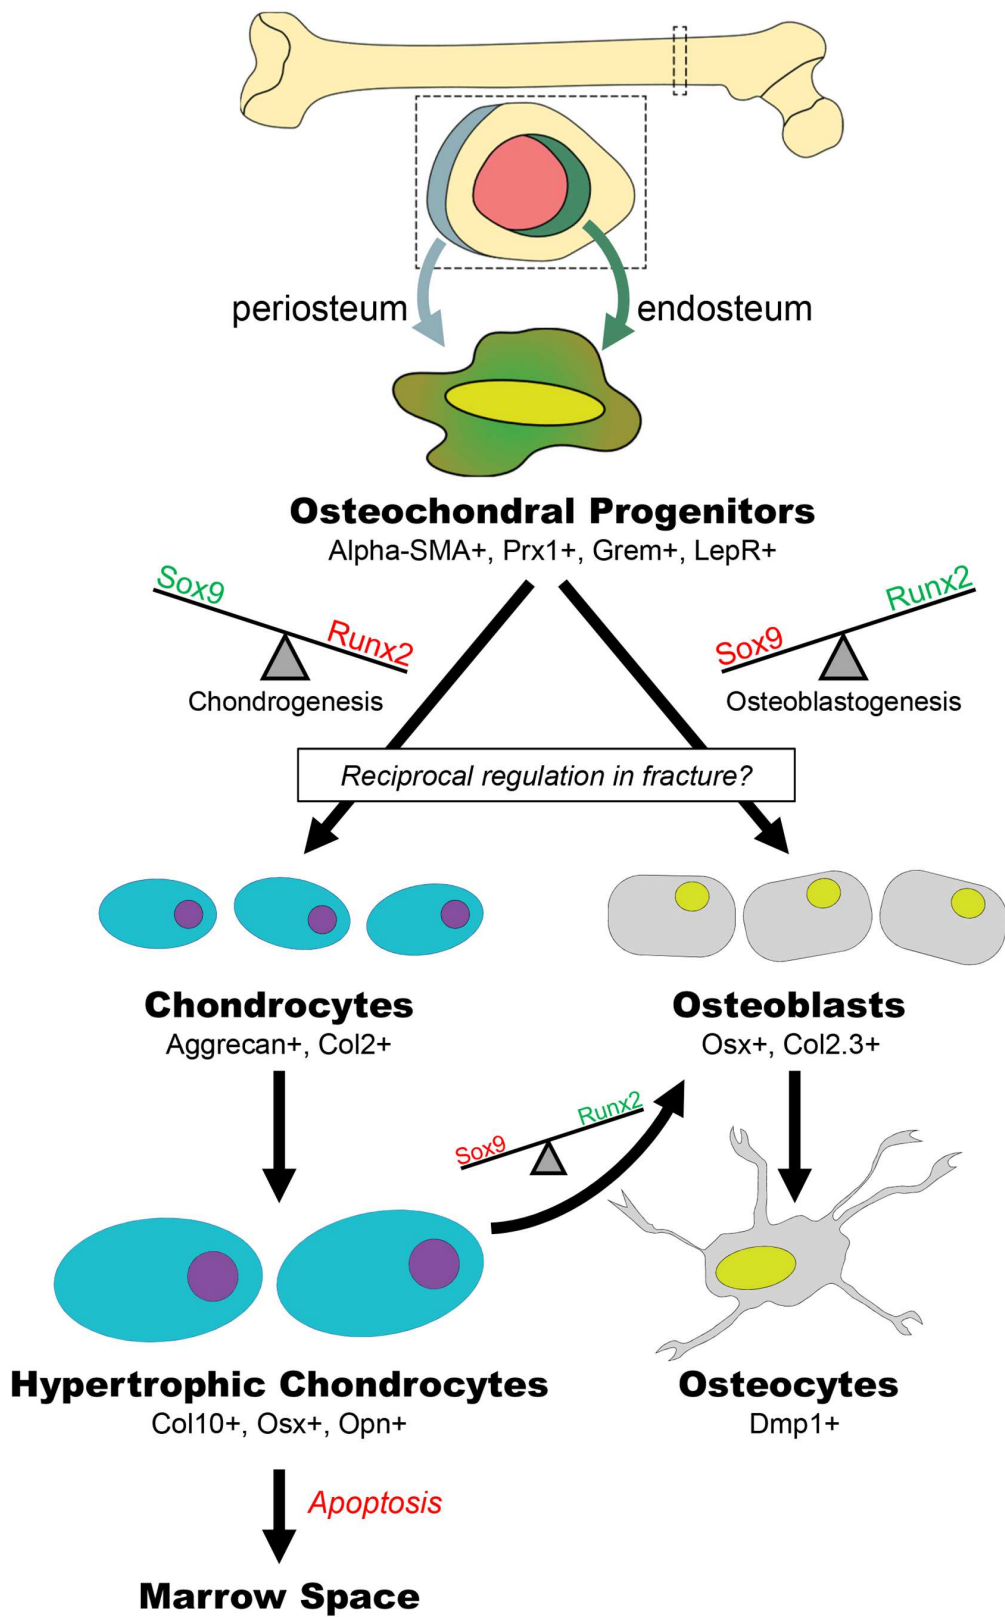 periosteum
endosteum
Osteochondral Progenitors
Alpha-SMA+, Prx1+, Grem+, LepR+
Sox9
Runx2
Chondrogenesis
Runx2
Sox9
Osteoblastogenesis
Reciprocal regulation in fracture?
Chondrocytes
Aggrecan+, Col2+
Osteoblasts
Osx+, Col2.3+
Sox9
Runx2
Hypertrophic Chondrocytes
Col10+, Osx+, Opn+
Osteocytes
Dmp1+
Apoptosis
Marrow Space